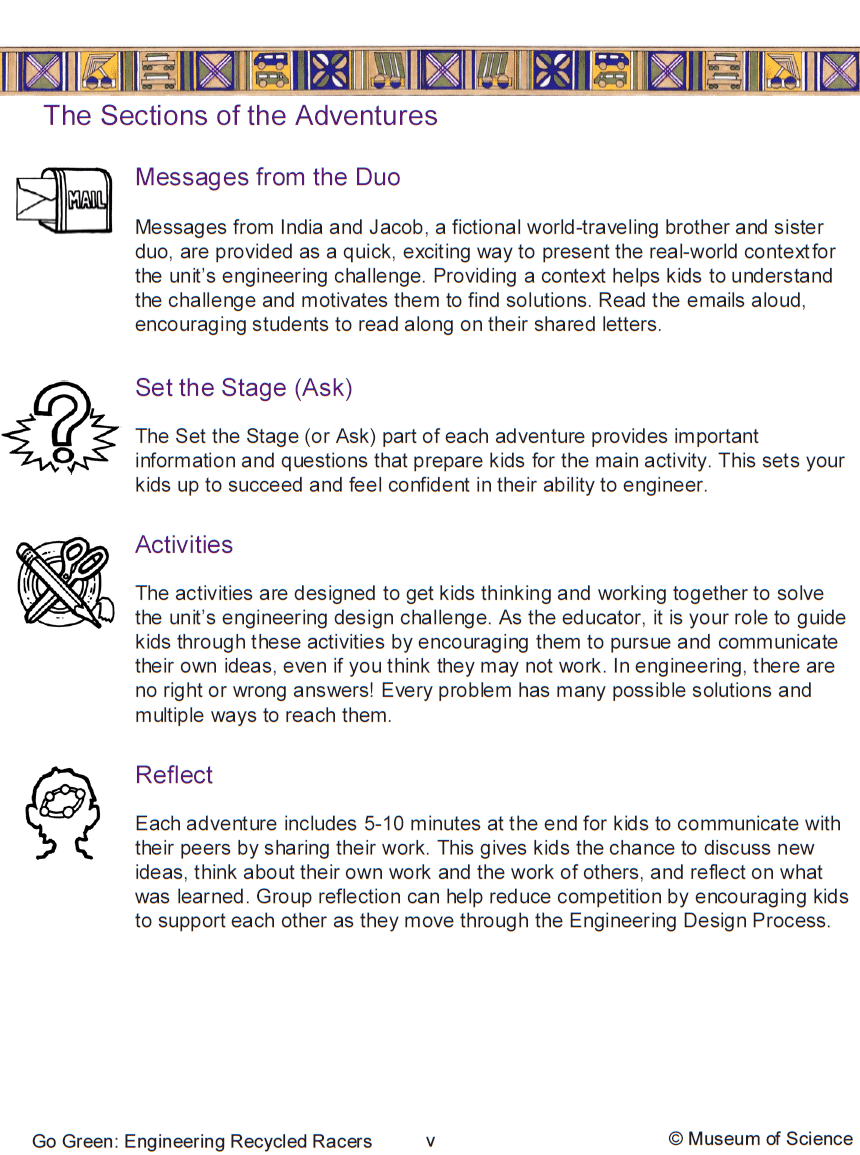 The Sections of the Adventures
MAIL
Messages from the Duo
Messages from India and Jacob, a fictional world-traveling brother and sister
duo, are provided as a quick, exciting way to present the real-world context for
the unit's engineering challenge. Providing a context helps kids to understand
the challenge and motivates them to find solutions. Read the emails aloud,
encouraging students to read along on their shared letters.
?
Set the Stage (Ask)
The Set the Stage (or Ask) part of each adventure provides important
information and questions that prepare kids for the main activity. This sets your
kids up to succeed and feel confident in their ability to engineer.
Activities
The activities are designed to get kids thinking and working together to solve
the unit's engineering design challenge. As the educator, it is your role to guide
kids through these activities by encouraging them to pursue and communicate
their own ideas, even if you think they may not work. In engineering, there are
no right or wrong answers! Every problem has many possible solutions and
multiple ways to reach them.
Reflect
Each adventure includes 5-10 minutes at the end for kids to communicate with
their peers by sharing their work. This gives kids the chance to discuss new
ideas, think about their own work and the work of others, and reflect on what
was learned. Group reflection can help reduce competition by encouraging kids
to support each other as they move through the Engineering Design Process.
Go Green: Engineering Recycled Racers v © Museum of Science